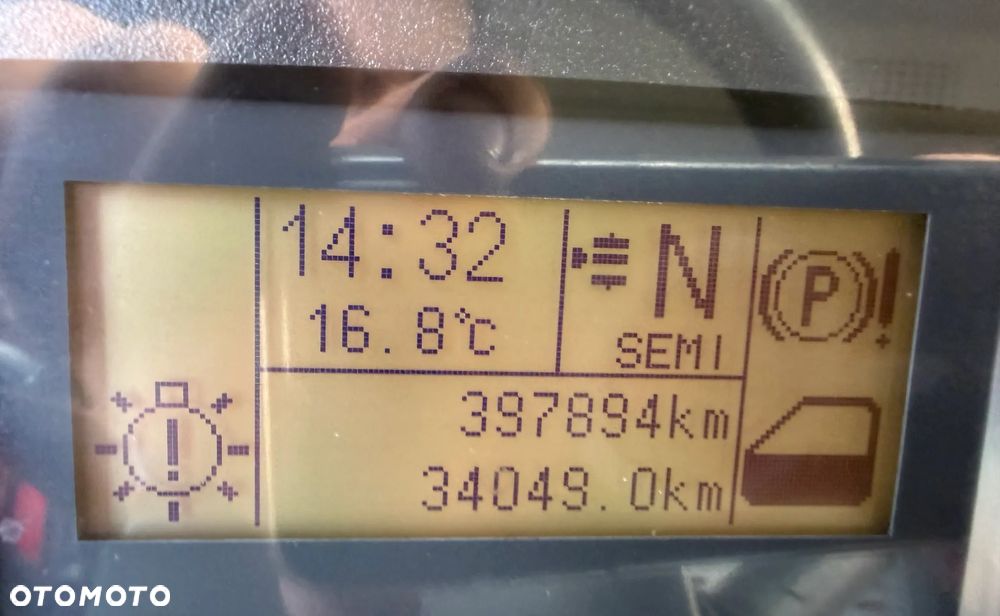 14:32
N
16.8°C
SEMI
P
!
397894km
34049.0km
!
OTOMOTO